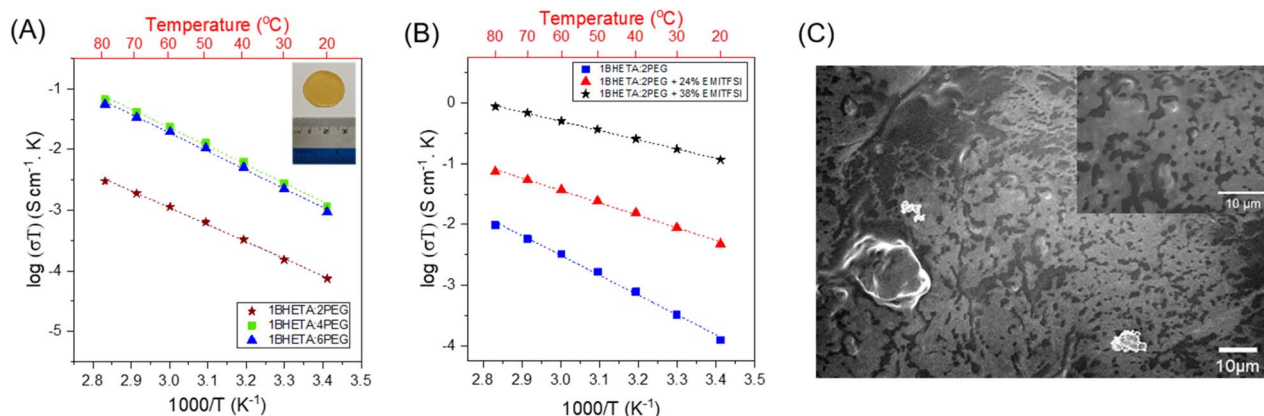 (A)
Temperature (°C)
80 70 60 50 40 30 20
log (σT) (S cm⁻¹. K)
-1
-2
-3
-4
-5
1BHETA:2PEG
1BHETA:4PEG
1BHETA:6PEG
2.8 2.9 3.0 3.1 3.2 3.3 3.4 3.5
1000/T (K⁻¹)
(B)
Temperature (°C)
80 70 60 50 40 30 20
log (σT) (S cm⁻¹. K)
0
-1
-2
-3
-4
1BHETA:2PEG
1BHETA:2PEG + 24% EMITFSI
1BHETA:2PEG + 38% EMITFSI
2.8 2.9 3.0 3.1 3.2 3.3 3.4 3.5
1000/T (K⁻¹)
(C)
10 µm
10µm